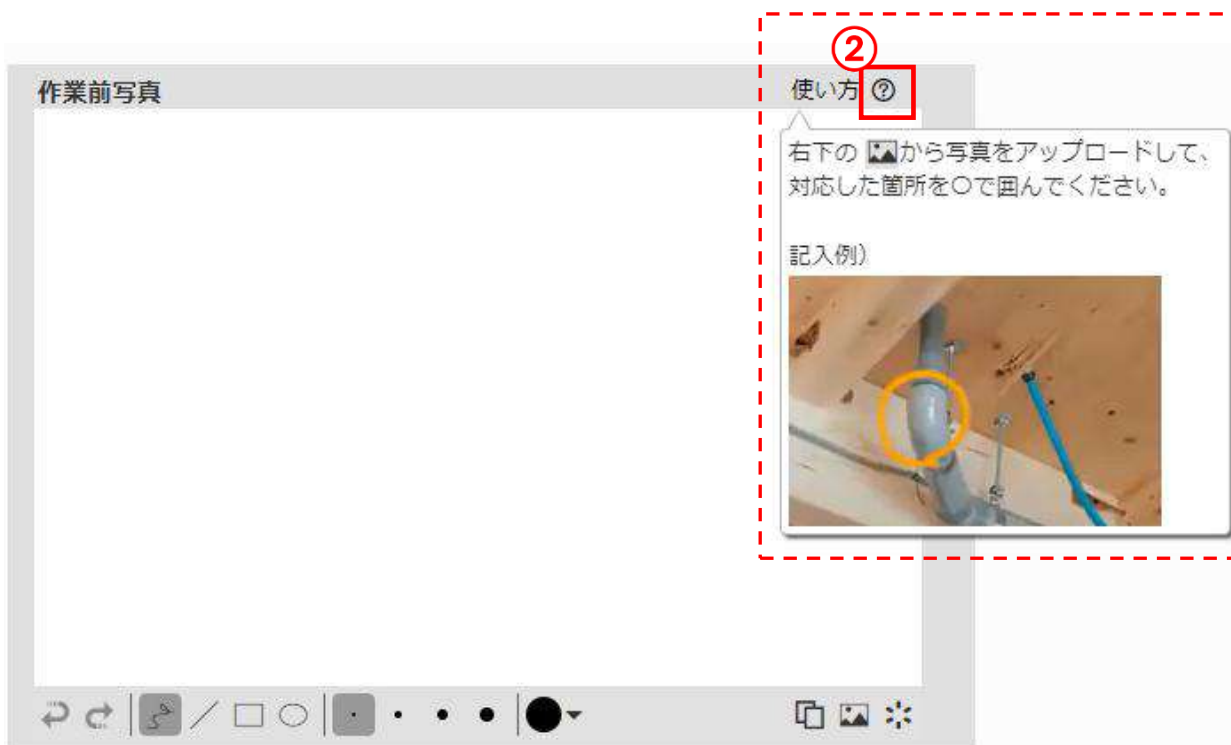 ②
作業前写真
使い方
右下の から写真をアップロードして、
対応した箇所を〇で囲んでください。
記入例）